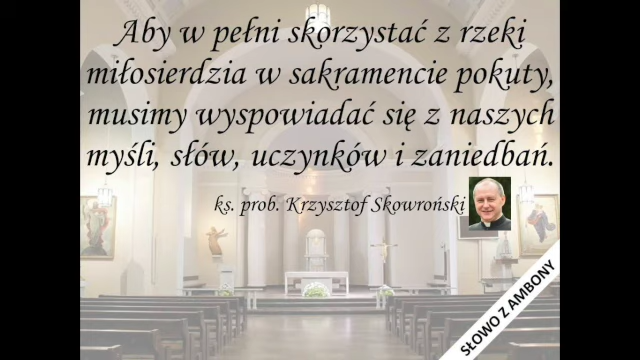 Aby w pełni skorzystać z rzeki
miłosierdzia w sakramencie pokuty,
musimy wyspowiadać się z naszych
myśli, słów, uczynków i zaniedbań.
ks. prob. Krzysztof Skowroński
SŁOWO Z AMBONY